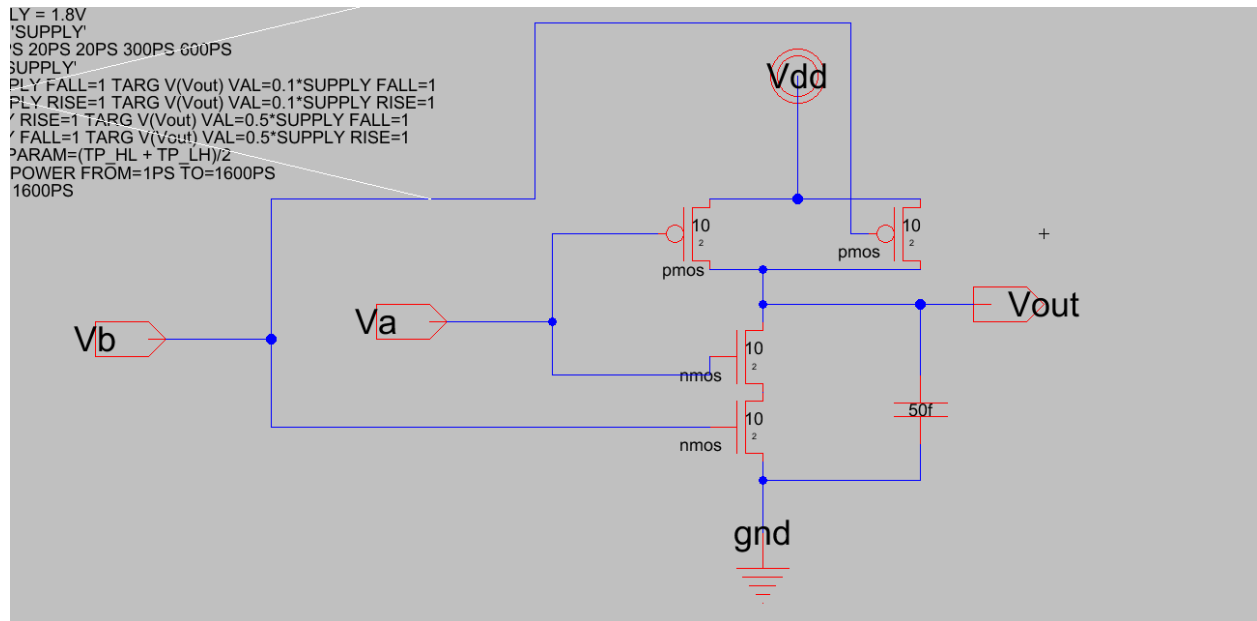 LY = 1.8V
'SUPPLY'
PS 20PS 20PS 300PS 600PS
SUPPLY'
PLY FALL=1 TARG V(Vout) VAL=0.1*SUPPLY FALL=1
PLY RISE=1 TARG V(Vout) VAL=0.1*SUPPLY RISE=1
Y RISE=1 TARG V(Vout) VAL=0.5*SUPPLY FALL=1
Y FALL=1 TARG V(Vout) VAL=0.5*SUPPLY RISE=1
PARAM=(TP_HL + TP_LH)/2
POWER FROM=1PS TO=1600PS
1600PS
Vdd
10
2
pmos
10
2
pmos
Vout
Va
Vb
10
2
nmos
10
2
nmos
50f
gnd